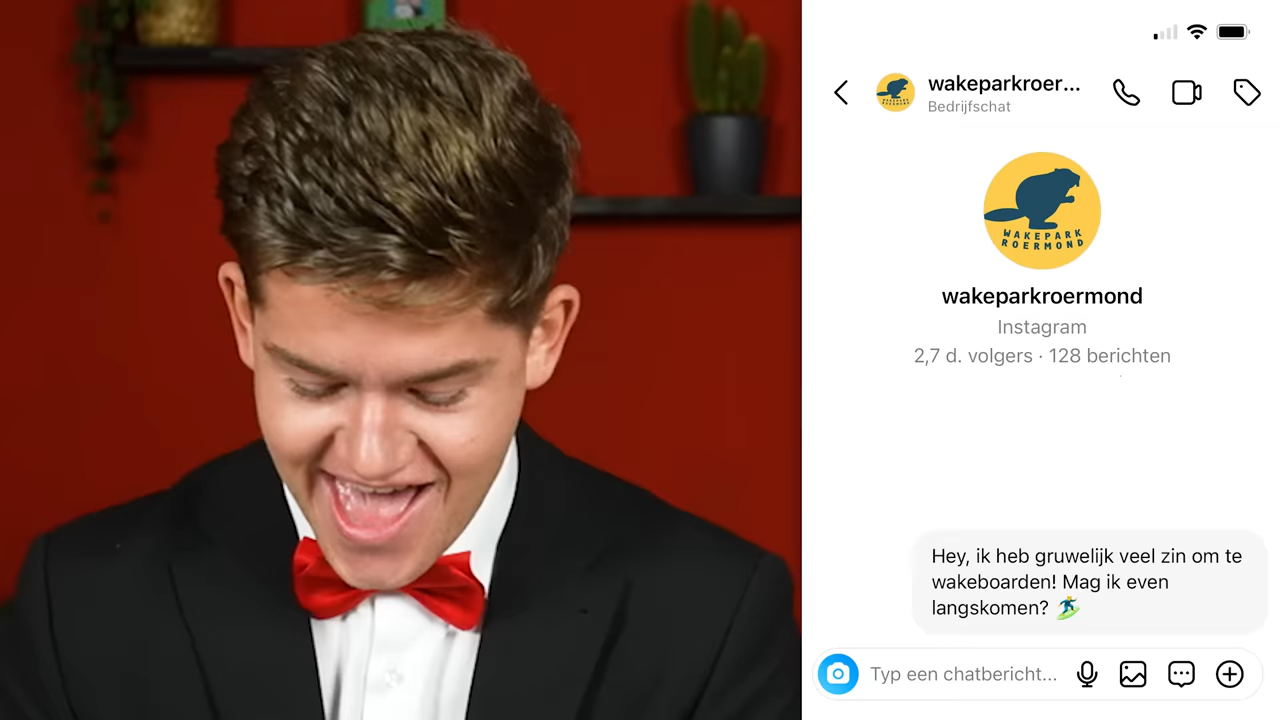 wakeparkroer...
Bedrijfschat
WAKEPARK
ROERMOND
wakeparkroermond
Instagram
2,7 d. volgers · 128 berichten
Hey, ik heb gruwelijk veel zin om te
wakeboarden! Mag ik even
langskomen? 🏄‍♂️
Typ een chatbericht...